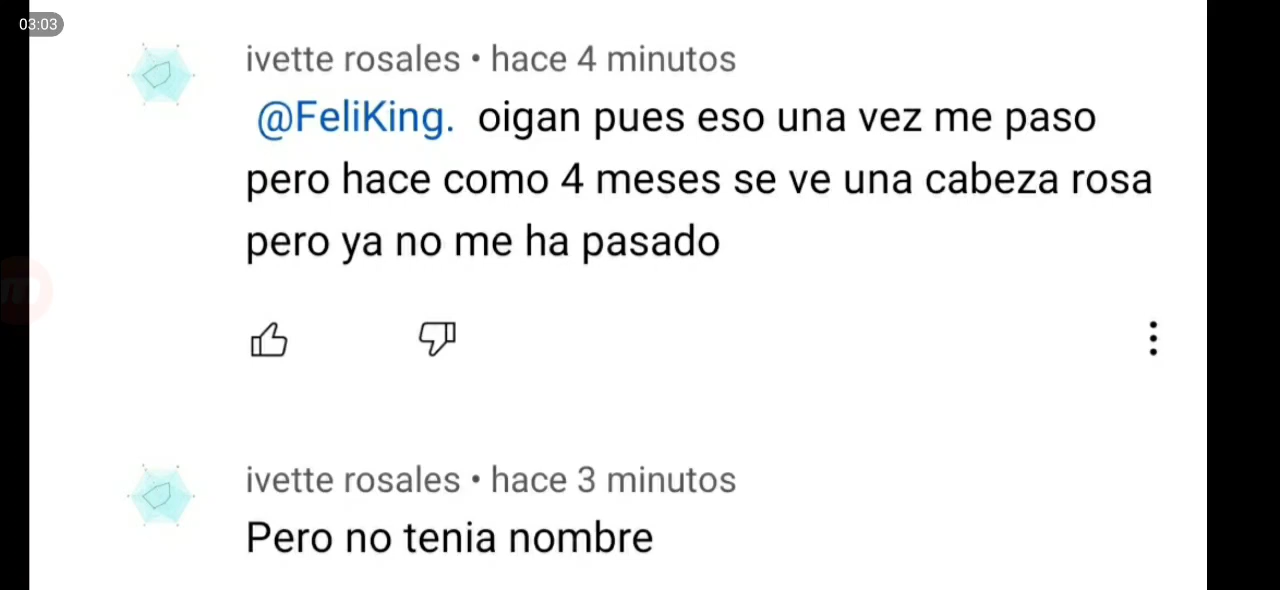 03:03
ivette rosales • hace 4 minutos
@FeliKing. oigan pues eso una vez me paso
pero hace como 4 meses se ve una cabeza rosa
pero ya no me ha pasado
ivette rosales • hace 3 minutos
Pero no tenia nombre